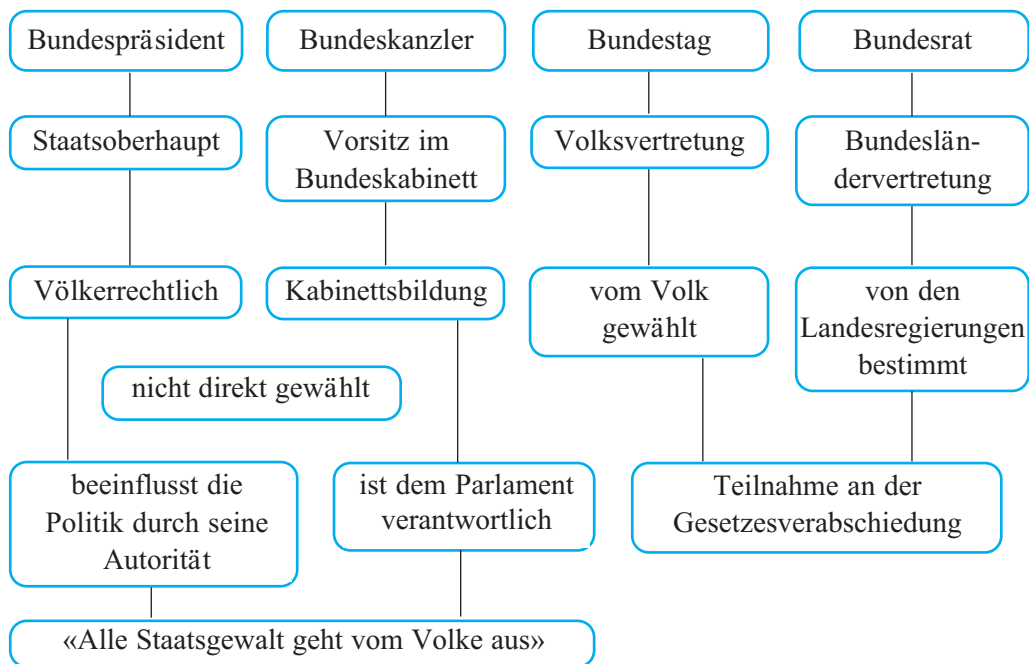 Bundespräsident
Bundeskanzler
Bundestag
Bundesrat
Staatsoberhaupt
Vorsitz im
Bundeskabinett
Volksvertretung
Bundeslän-
dervertretung
Völkerrechtlich
Kabinettsbildung
vom Volk
gewählt
von den
Landesregierungen
bestimmt
nicht direkt gewählt
beeinflusst die
Politik durch seine
Autorität
ist dem Parlament
verantwortlich
Teilnahme an der
Gesetzesverabschiedung
«Alle Staatsgewalt geht vom Volke aus»